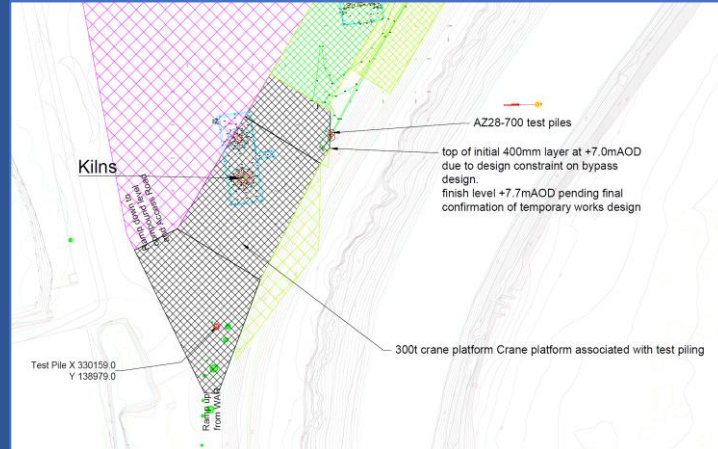 AZ28-700 test piles
top of initial 400mm layer at +7.0mAOD
due to design constraint on bypass
design.
finish level +7.7mAOD pending final
confirmation of temporary works design
Kilns
Ramp down to
compound level
and Access Road
300t crane platform Crane platform associated with test piling
Test Pile X 330159.0
Y 138979.0
Ramp up
from WAR